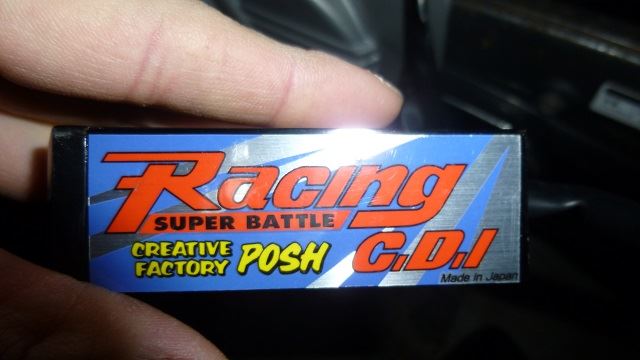 Racing
SUPER BATTLE
C.D.I
CREATIVE
FACTORY POSH
Made in Japan